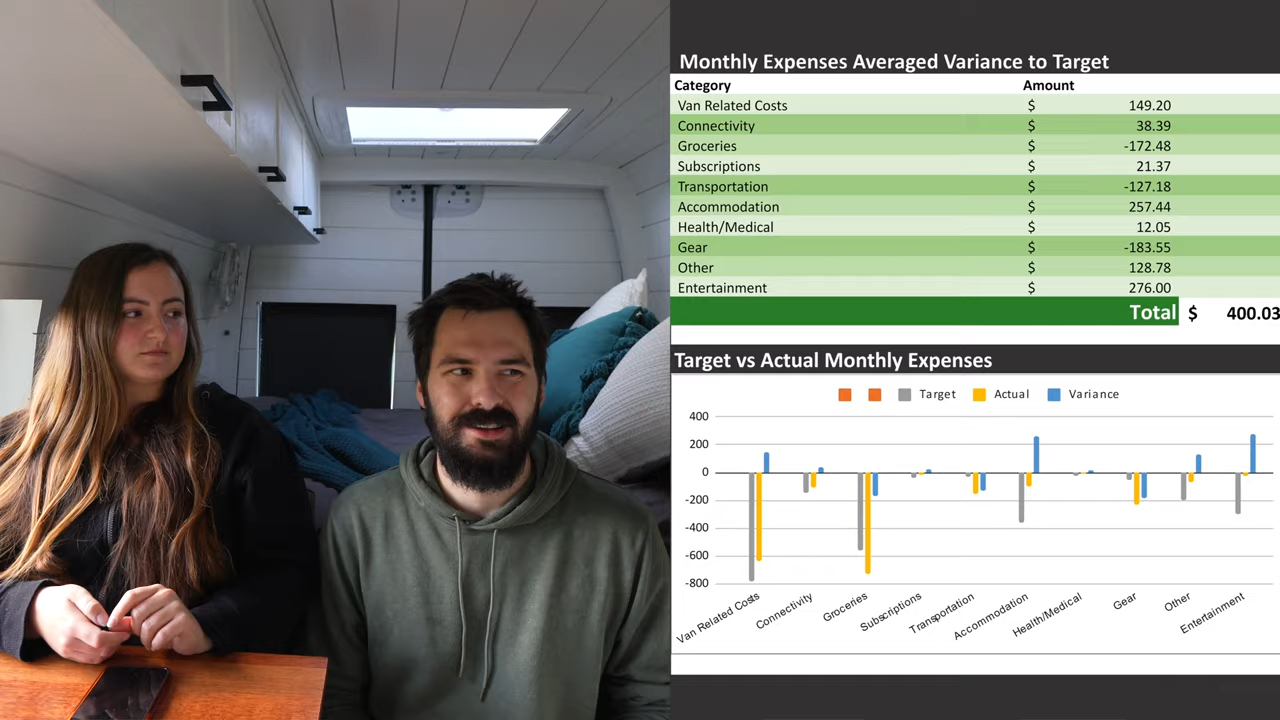 Monthly Expenses Averaged Variance to Target
Category Amount
Van Related Costs $ 149.20
Connectivity $ 38.39
Groceries $ -172.48
Subscriptions $ 21.37
Transportation $ -127.18
Accommodation $ 257.44
Health/Medical $ 12.05
Gear $ -183.55
Other $ 128.78
Entertainment $ 276.00
Total $ 400.03
Target vs Actual Monthly Expenses
Target Actual Variance
400
200
0
-200
-400
-600
-800
Van Related Costs Connectivity Groceries Subscriptions Transportation Accommodation Health/Medical Gear Other Entertainment